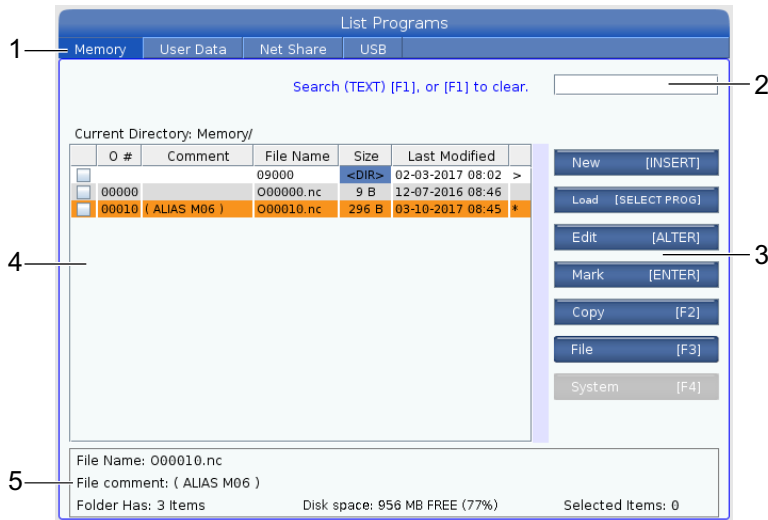 List Programs
1
Memory User Data Net Share USB
Search (TEXT) [F1], or [F1] to clear.
2
Current Directory: Memory/
O # Comment File Name Size Last Modified
09000 <DIR> 02-03-2017 08:02 >
00000 O00000.nc 9 B 12-07-2016 08:46
00010 ( ALIAS M06 ) O00010.nc 296 B 03-10-2017 08:45 *
New [INSERT]
Load [SELECT PROG]
Edit [ALTER]
3
4
Mark [ENTER]
Copy [F2]
File [F3]
System [F4]
File Name: O00010.nc
5
File comment: ( ALIAS M06 )
Folder Has: 3 Items Disk space: 956 MB FREE (77%) Selected Items: 0